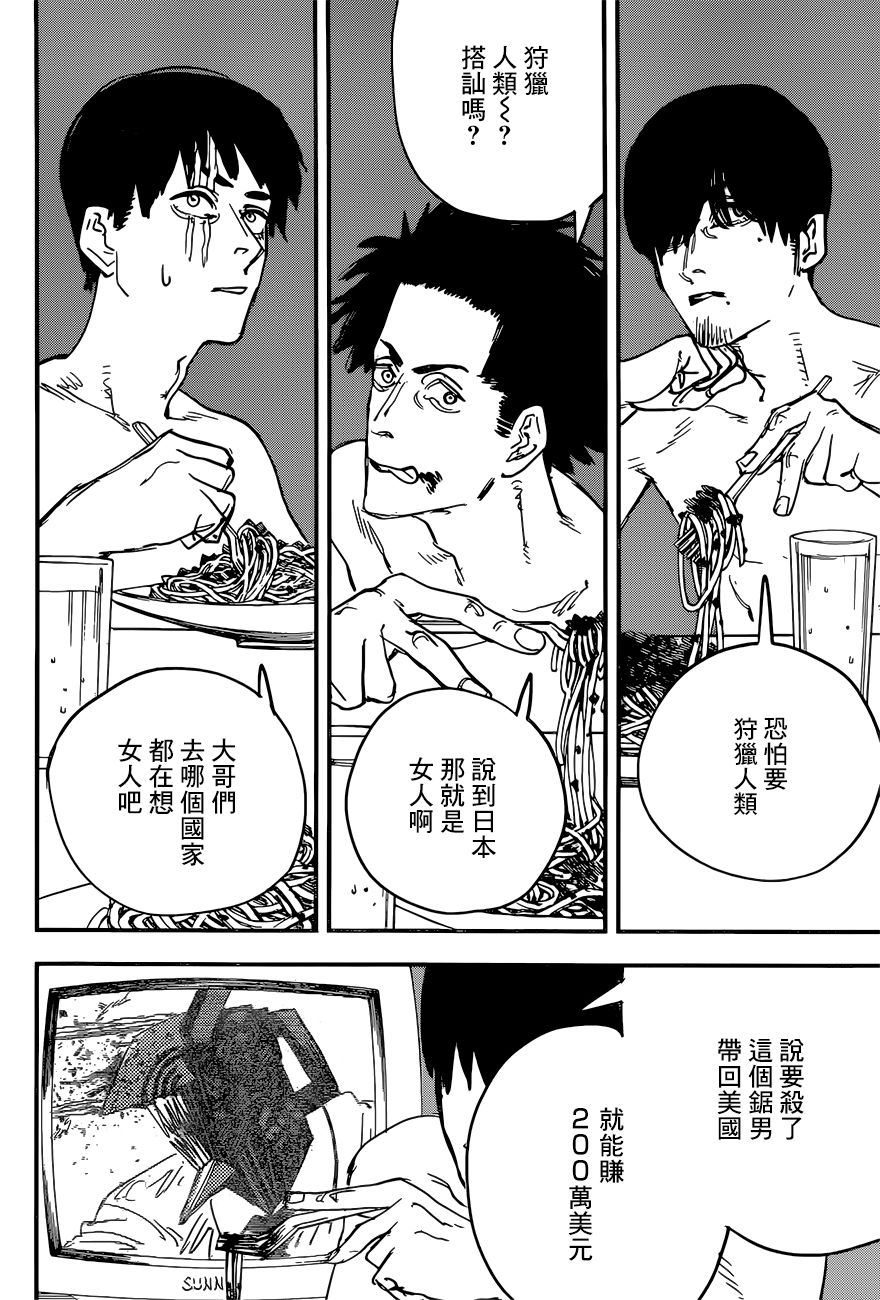 恐怕要
狩獵人類
狩獵
人類～？
搭訕嗎？
說到日本
那就是
女人啊
大哥們
去哪個國家
都在想
女人吧
說要殺了
這個鋸男
帶回美國
就能賺
200萬美元
SUNN